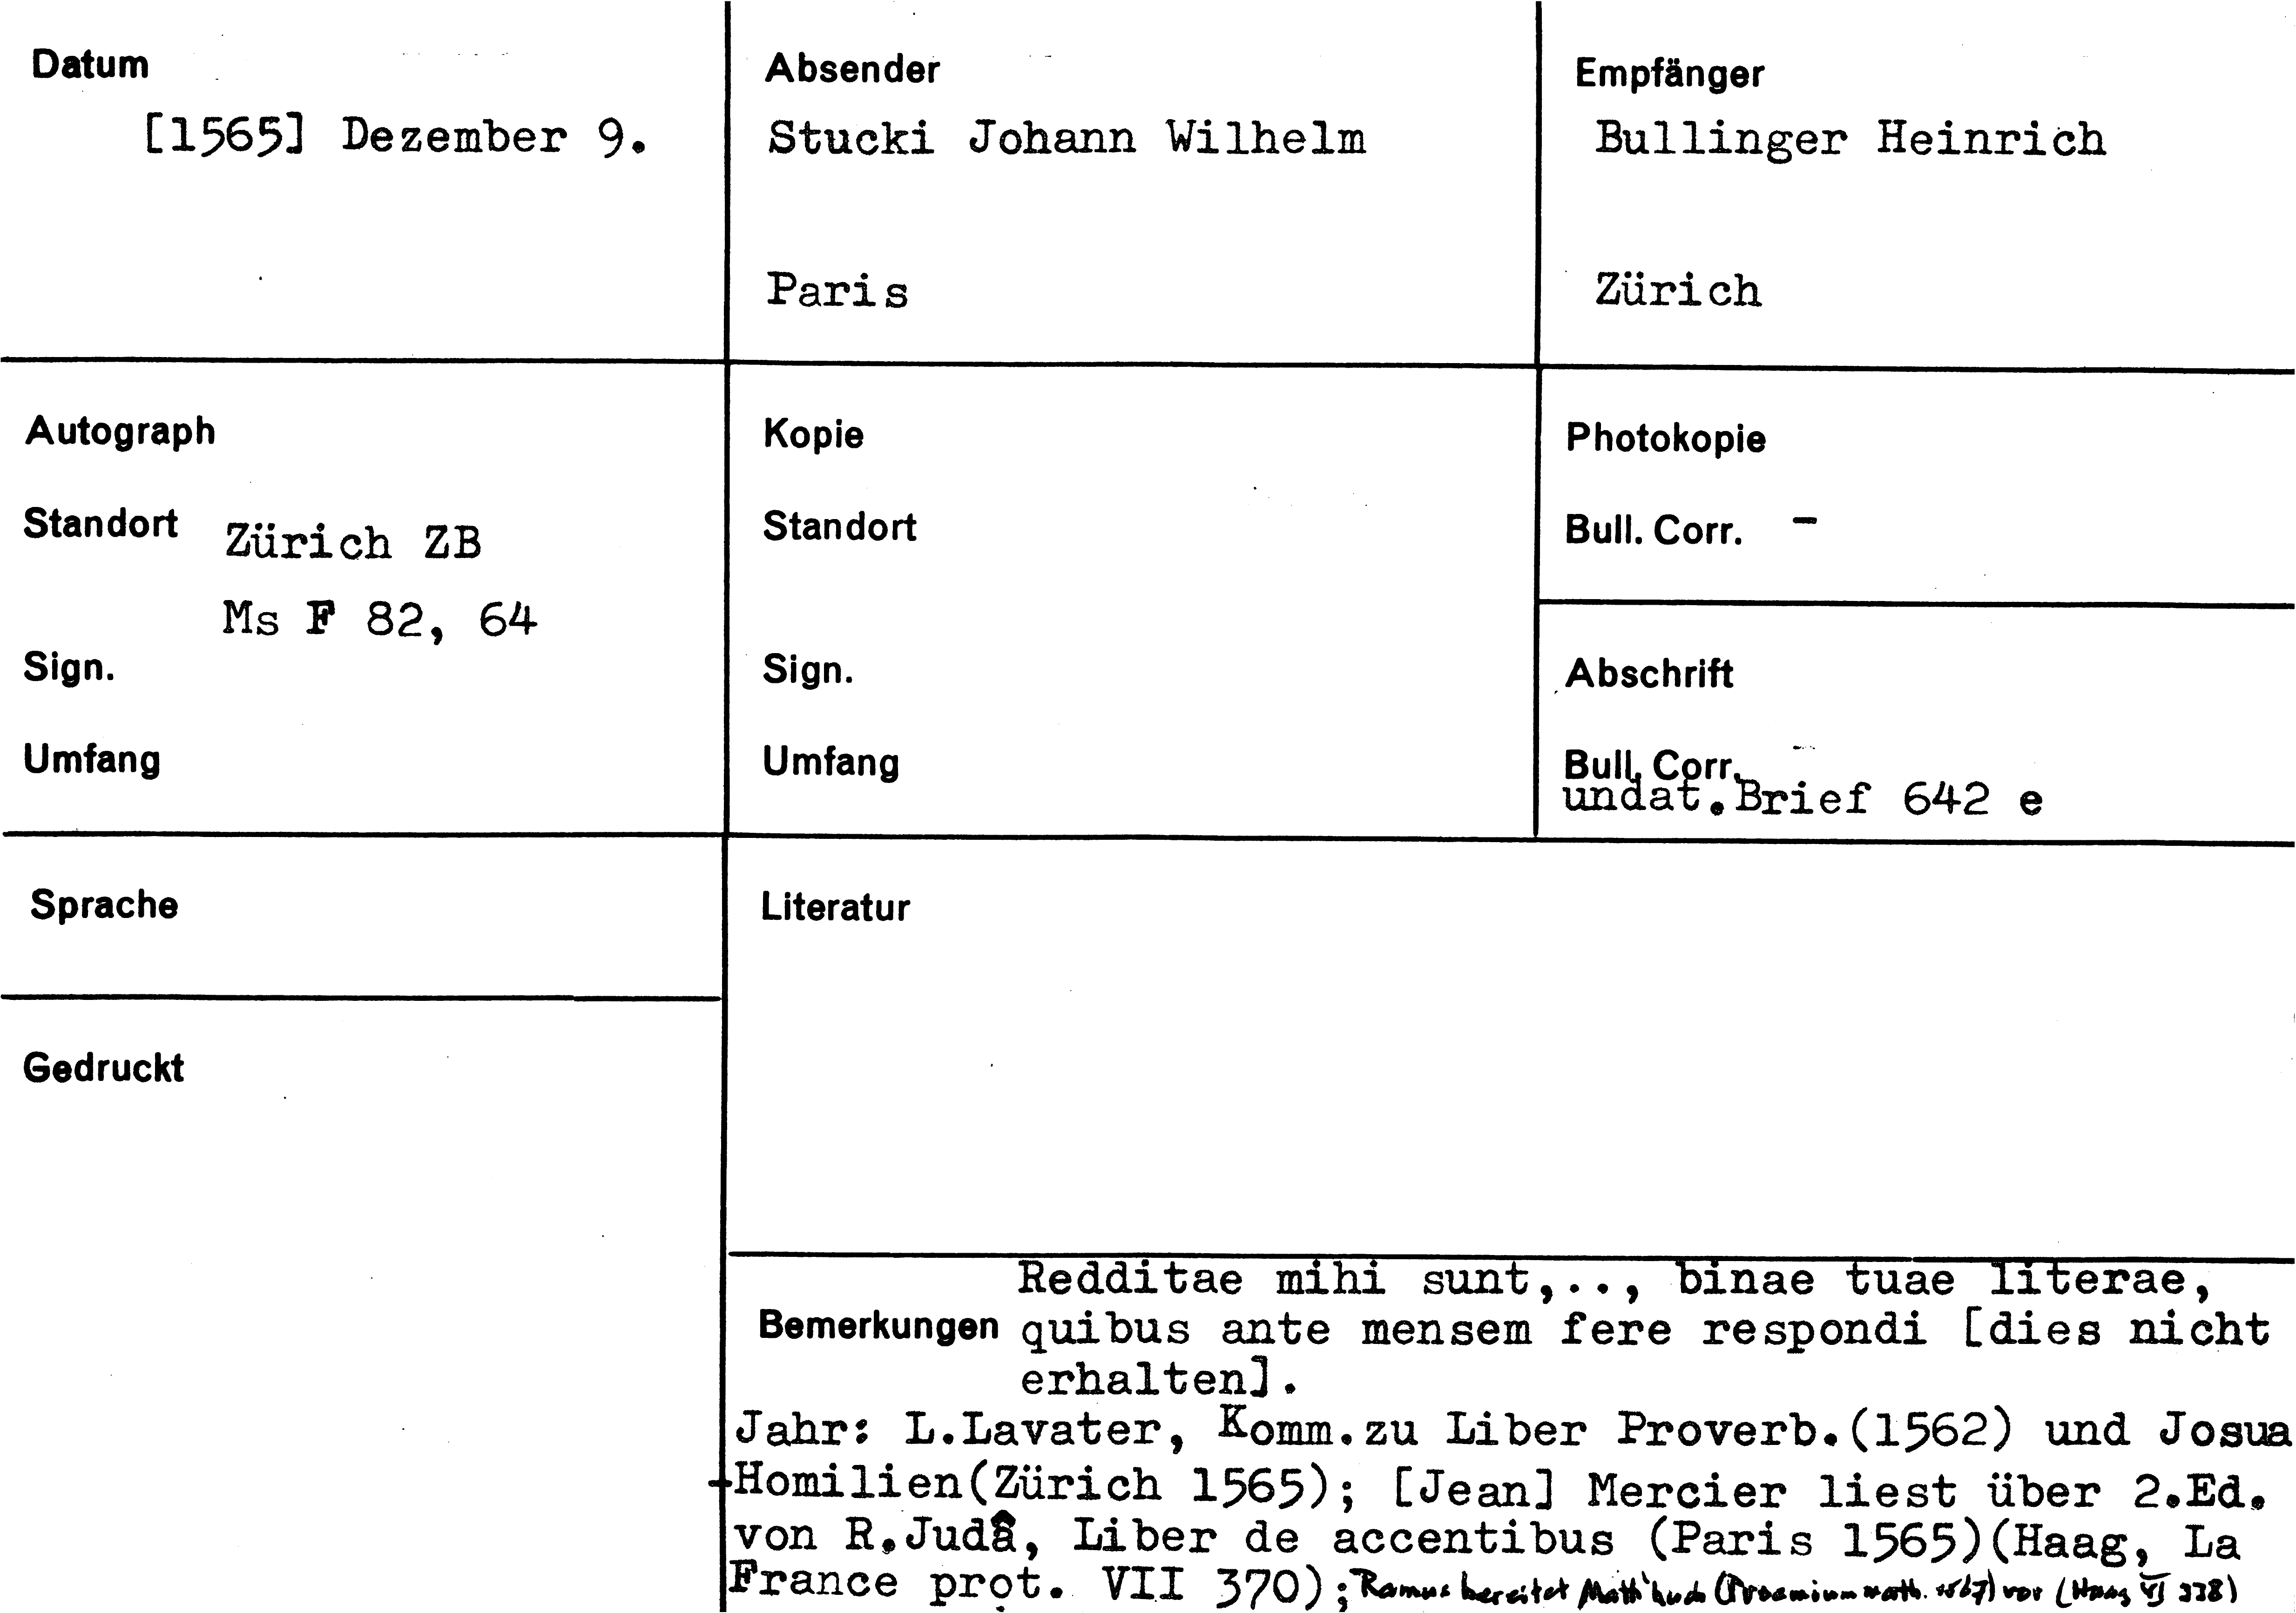 Datum
[1565] Dezember 9.
Absender
Stucki Johann Wilhelm
Paris
Empfänger
Bullinger Heinrich
Zürich
Autograph
Standort Zürich ZB
Ms F 82, 64
Sign.
Umfang
Kopie
Standort
Sign.
Umfang
Photokopie
Bull. Corr. -
Abschrift
Bull. Corr.
undat.Brief 642 e
Sprache
Gedruckt
Literatur
Redditae mihi sunt,.., binae tuae literae,
Bemerkungen quibus ante mensem fere respondi [dies nicht
erhalten].
Jahr: L.Lavater, Komm.zu Liber Proverb.(1562) und Josua
-Homilien(Zürich 1565); [Jean] Mercier liest über 2.Ed.
von R.Judâ, Liber de accentibus (Paris 1565)(Haag, La
France prot. VII 370); Ramus bereitet Math'buch (Prooemium math. 1567) vor (Haag VI 338)